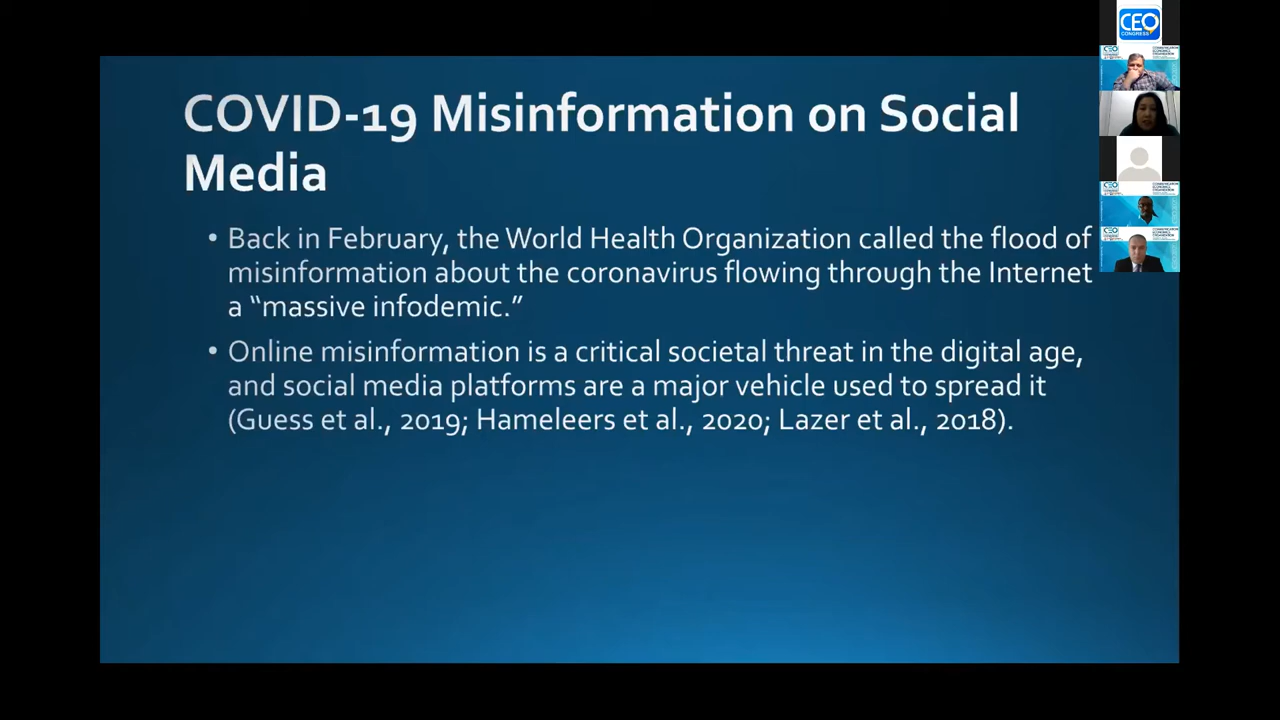 COVID-19 Misinformation on Social
Media
• Back in February, the World Health Organization called the flood of
misinformation about the coronavirus flowing through the Internet
a “massive infodemic.”
• Online misinformation is a critical societal threat in the digital age,
and social media platforms are a major vehicle used to spread it
(Guess et al., 2019; Hameleers et al., 2020; Lazer et al., 2018).
CEO
CONGRESS